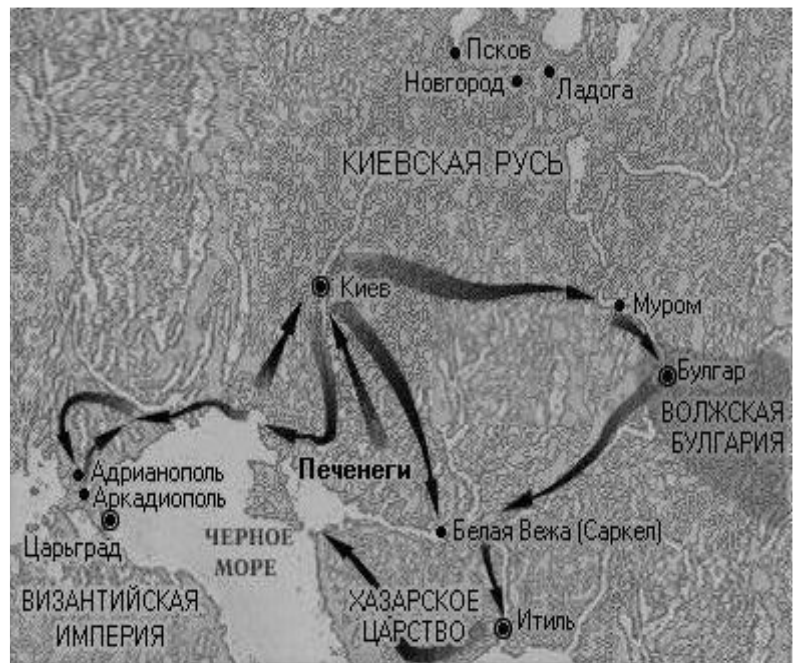 Псков
Новгород
Ладога
КИЕВСКАЯ РУСЬ
Киев
Муром
Булгар
ВОЛЖСКАЯ
БУЛГАРИЯ
Печенеги
Адрианополь
Аркадиополь
Царьград
ЧЕРНОЕ
МОРЕ
Белая Вежа (Саркел)
ВИЗАНТИЙСКАЯ
ИМПЕРИЯ
ХАЗАРСКОЕ
ЦАРСТВО
Итиль